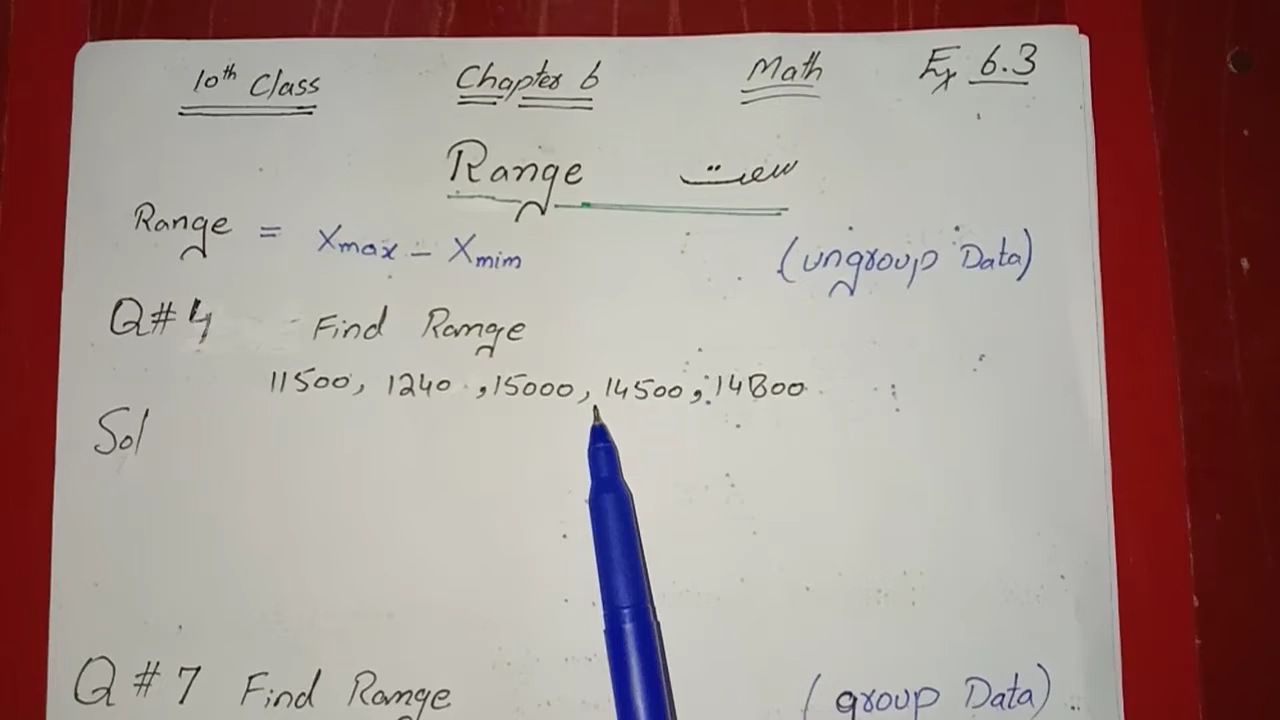 10th Class Chapter 6 Math Ex 6.3
Range سعت
Range = Xmax - Xmim (ungroup Data)
Q#4 Find Range
11500, 1240, 15000, 14500, 14800
Sol
Q#7 Find Range (group Data)